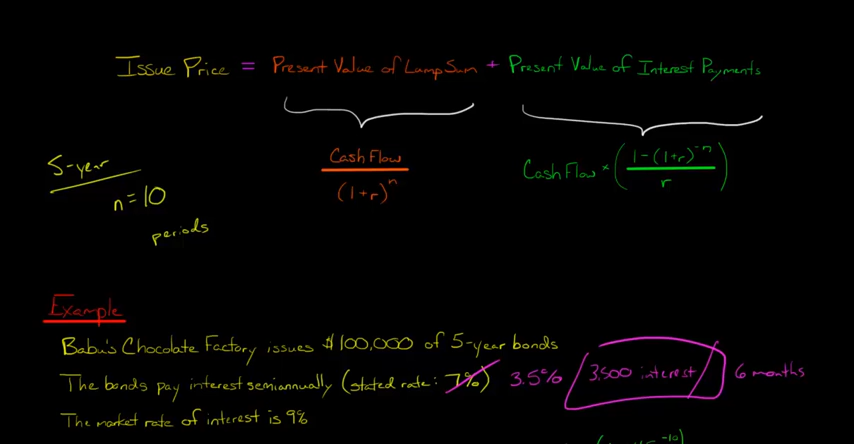 Issue Price = Present Value of Lump Sum + Present Value of Interest Payments
Cash Flow
(1+r)^n
Cash Flow * (1-(1+r)^-n
r)
5-year
n=10
periods
Example
Babu's Chocolate Factory issues $100,000 of 5-year bonds
The bonds pay interest semiannually (stated rate: 7%) 3.5% 3,500 interest 6 months
The market rate of interest is 9%